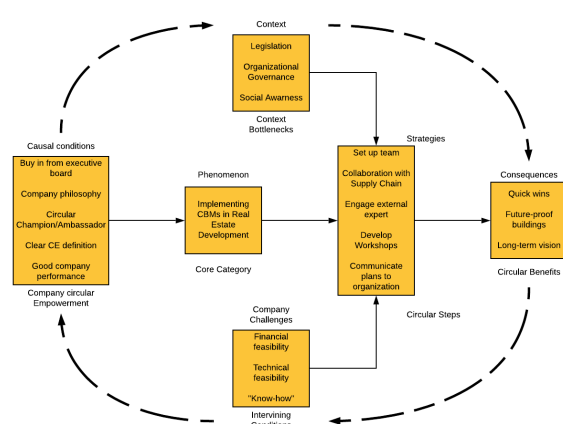 Context
Legislation
Organizational
Governance
Social Awarness
Context
Bottlenecks
Causal conditions
Buy in from executive
board
Company philosophy
Circular
Champion/Ambassador
Clear CE definition
Good company
performance
Company circular
Empowerment
Phenomenon
Implementing
CBMs in Real
Estate
Development
Core Category
Strategies
Set up team
Collaboration with
Supply Chain
Engage external
expert
Develop
Workshops
Communicate
plans to
organization
Circular Steps
Consequences
Quick wins
Future-proof
buildings
Long-term vision
Circular Benefits
Company
Challenges
Financial
feasibility
Technical
feasibility
"Know-how"
Intervining
Conditions